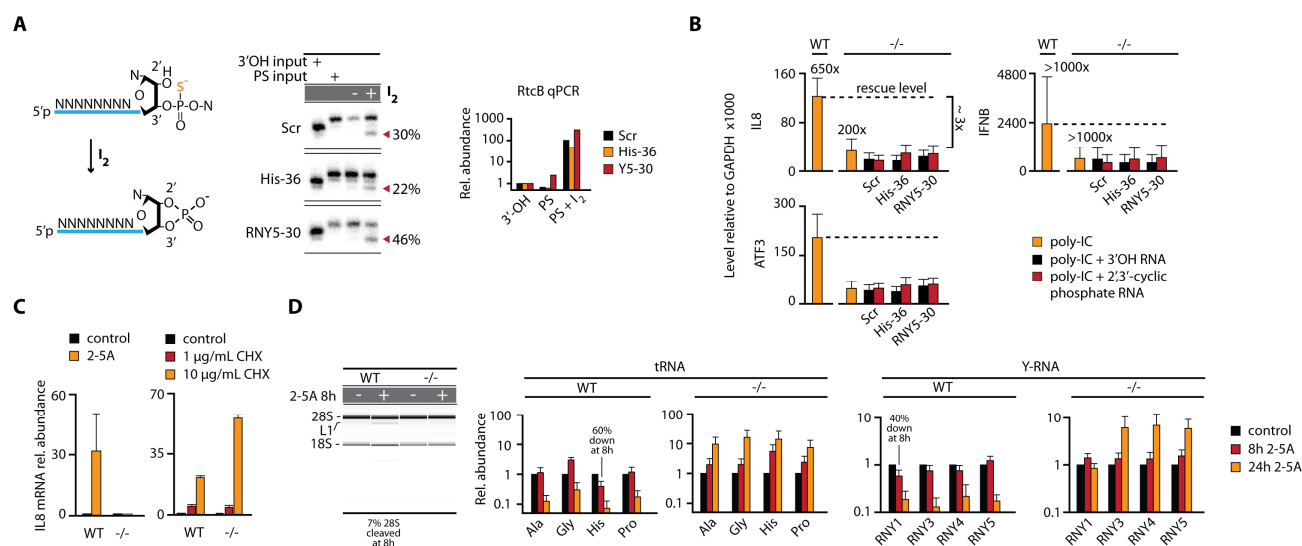 A
2′
N
H
O
S⁻
5′p
NNNNNNNN
O
O-P-O-N
3′
O
I₂
2′
N
O
O
O⁻
P
5′p
NNNNNNNN
O
O
3′
3′OH input +
PS input +
- + I₂
Scr
30%
His-36
22%
RNY5-30
46%
RtcB qPCR
Rel. abundance
1000
100
10
1
3′-OH
PS
PS + I₂
Scr
His-36
Y5-30
B
WT
-/-
Level relative to GAPDH x1000
IL8
160
80
0
650x
rescue level
200x
~ 3x
Scr
His-36
RNY5-30
WT
-/-
IFNB
4800
2400
0
>1000x
>1000x
Scr
His-36
RNY5-30
ATF3
300
150
0
Scr
His-36
RNY5-30
poly-IC
poly-IC + 3′OH RNA
poly-IC + 2′,3′-cyclic
phosphate RNA
C
control
2-5A
control
1 μg/mL CHX
10 μg/mL CHX
IL8 mRNA rel. abundance
60
30
0
WT -/-
70
35
0
WT -/-
D
WT -/-
2-5A 8h - + - +
28S -
L1
18S -
7% 28S
cleaved
at 8h
tRNA
WT
-/-
Rel. abundance
100
10
1
0.1
60%
down
at 8h
Ala Gly His Pro
100
10
1
0.1
Ala Gly His Pro
Y-RNA
WT
-/-
10
1
0.1
40%
down
at 8h
RNY1 RNY3 RNY4 RNY5
10
1
0.1
RNY1 RNY3 RNY4 RNY5
control
8h 2-5A
24h 2-5A